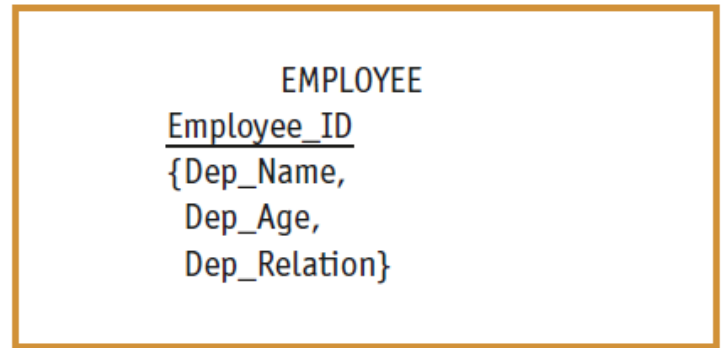 EMPLOYEE
Employee_ID
{Dep_Name,
Dep_Age,
Dep_Relation}